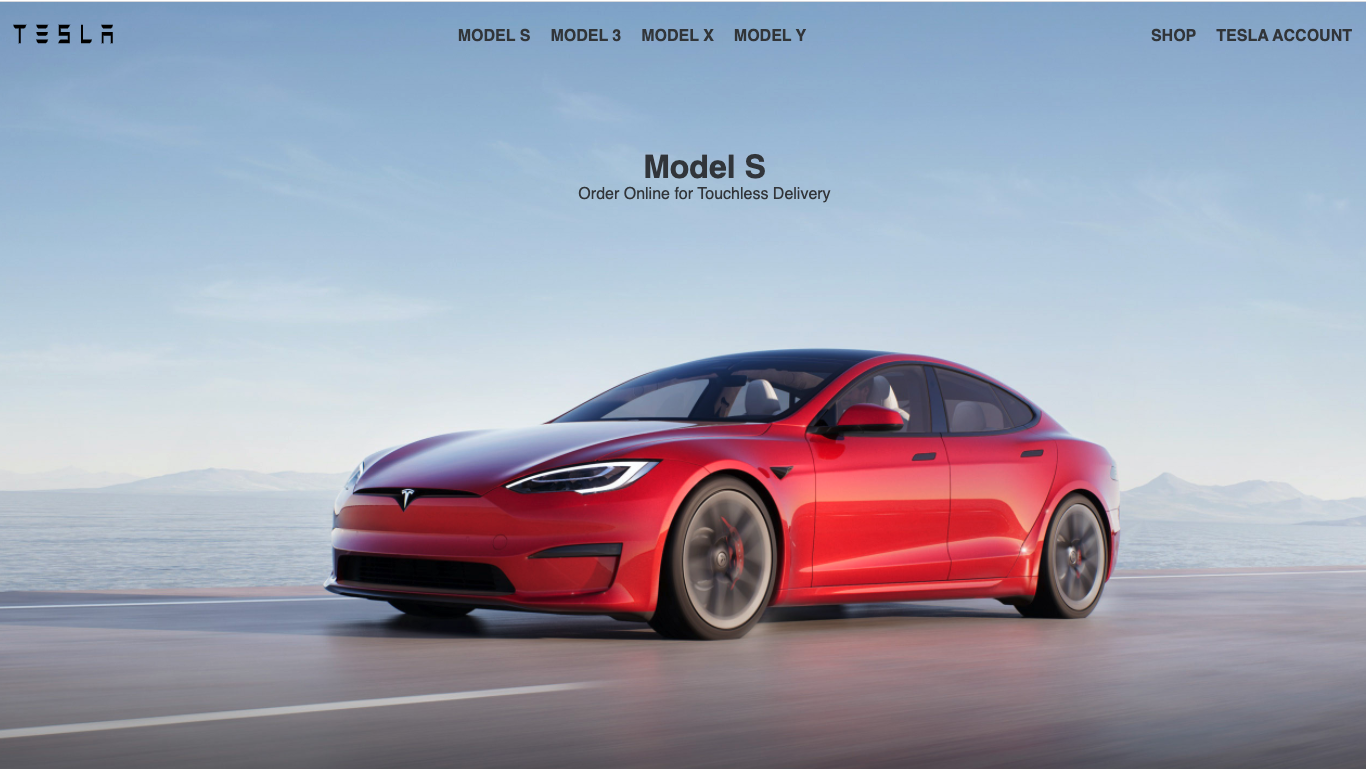 TESLA
MODEL S MODEL 3 MODEL X MODEL Y
SHOP TESLA ACCOUNT
Model S
Order Online for Touchless Delivery